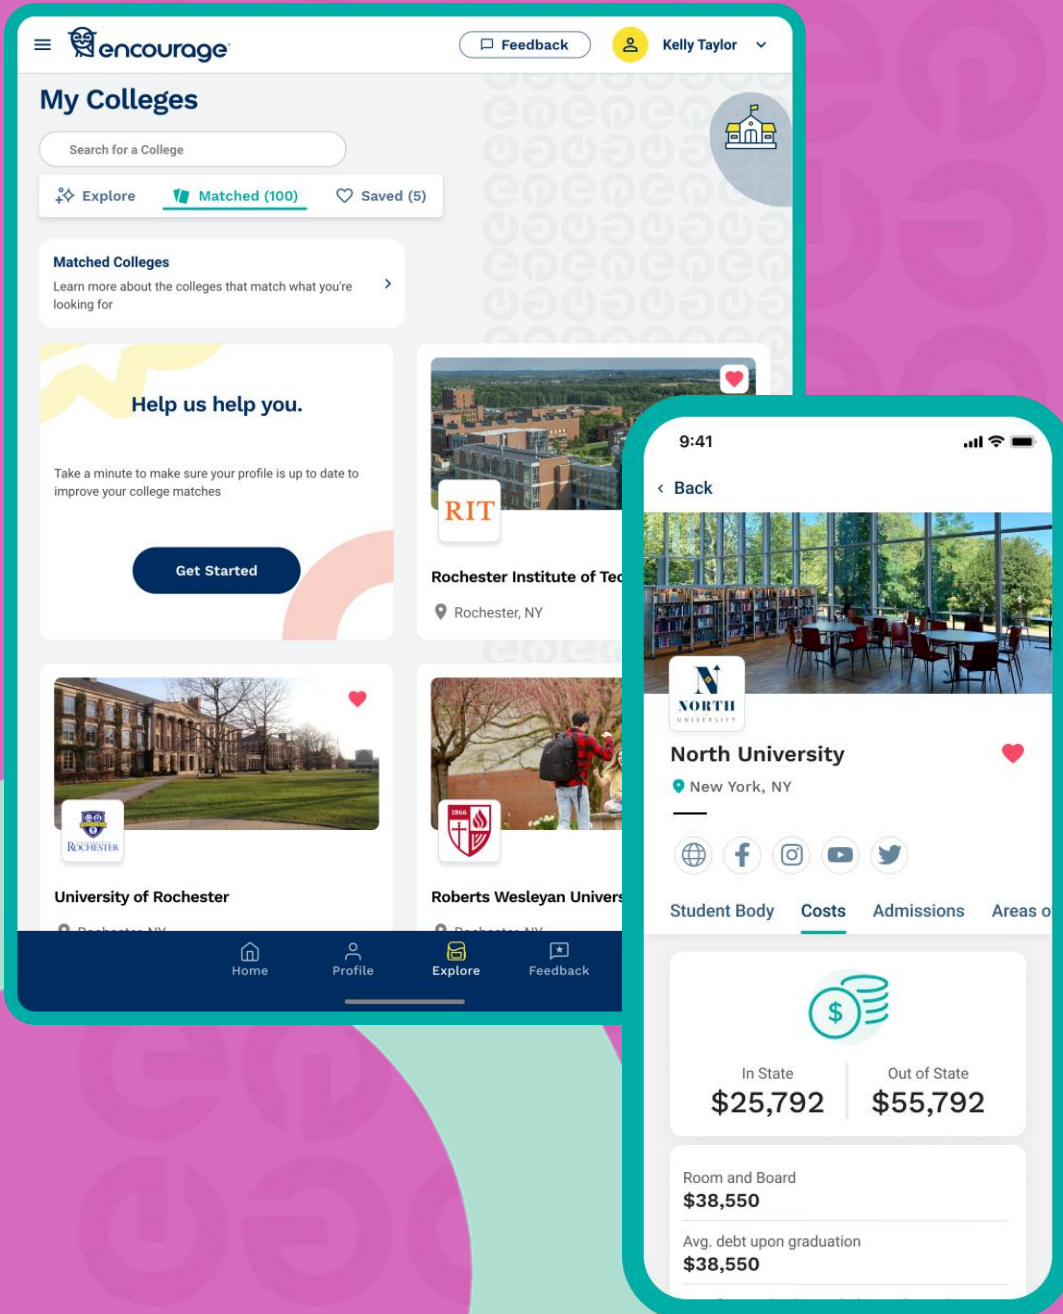 encourage
Feedback
Kelly Taylor
My Colleges
Search for a College
Explore
Matched (100)
Saved (5)
Matched Colleges
Learn more about the colleges that match what you're
looking for
Help us help you.
Take a minute to make sure your profile is up to date to
improve your college matches
Get Started
RIT
Rochester Institute of Tec
Rochester, NY
ROCHESTER
University of Rochester
Rochester, NY
1866
Roberts Wesleyan Univers
Rochester, NY
Home
Profile
Explore
Feedback
9:41
Back
N
NORTH
UNIVERSITY
North University
New York, NY
Student Body
Costs
Admissions
Areas o
$
In State
Out of State
$25,792
$55,792
Room and Board
$38,550
Avg. debt upon graduation
$38,550